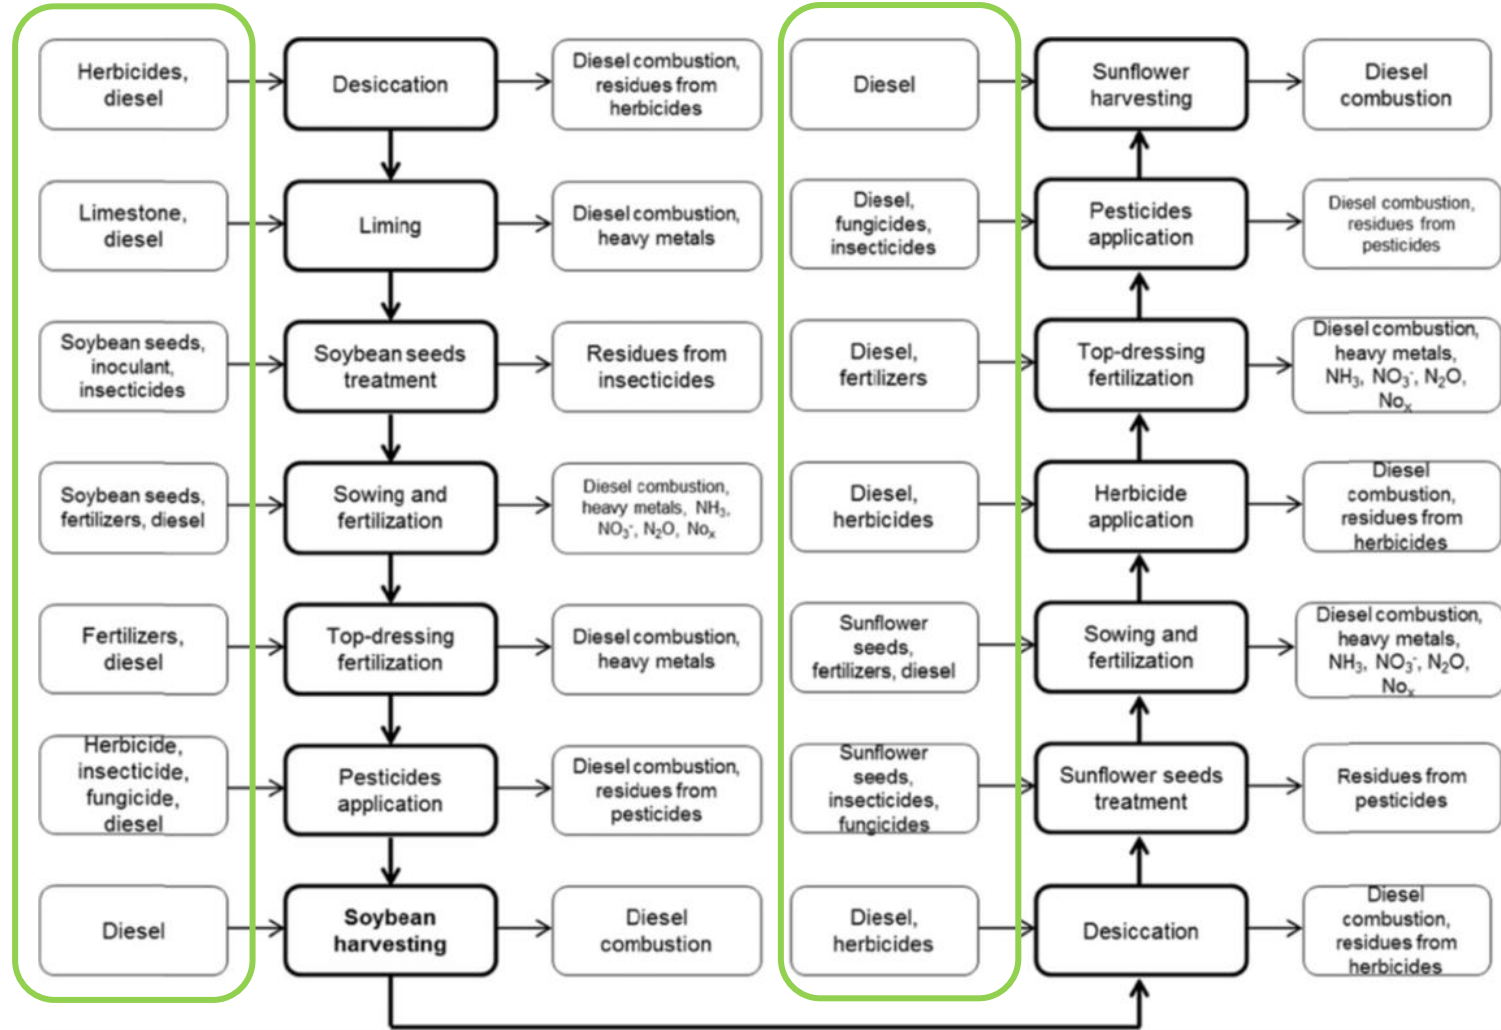 Herbicides,
diesel
Desiccation
Diesel combustion,
residues from
herbicides
Limestone,
diesel
Liming
Diesel combustion,
heavy metals
Soybean seeds,
inoculant,
insecticides
Soybean seeds
treatment
Residues from
insecticides
Soybean seeds,
fertilizers, diesel
Sowing and
fertilization
Diesel combustion,
heavy metals, NH₃,
NO₃⁻, N₂O, Noₓ
Fertilizers,
diesel
Top-dressing
fertilization
Diesel combustion,
heavy metals
Herbicide,
insecticide,
fungicide,
diesel
Pesticides
application
Diesel combustion,
residues from
pesticides
Diesel
Soybean
harvesting
Diesel
combustion
Diesel
Sunflower
harvesting
Diesel
combustion
Diesel,
fungicides,
insecticides
Pesticides
application
Diesel combustion,
residues from
pesticides
Diesel,
fertilizers
Top-dressing
fertilization
Diesel combustion,
heavy metals,
NH₃, NO₃⁻, N₂O,
Noₓ
Diesel,
herbicides
Herbicide
application
Diesel
combustion,
residues from
herbicides
Sunflower
seeds,
fertilizers, diesel
Sowing and
fertilization
Diesel combustion,
heavy metals,
NH₃, NO₃⁻, N₂O,
Noₓ
Sunflower
seeds,
insecticides,
fungicides
Sunflower seeds
treatment
Residues from
pesticides
Diesel,
herbicides
Desiccation
Diesel
combustion,
residues from
herbicides